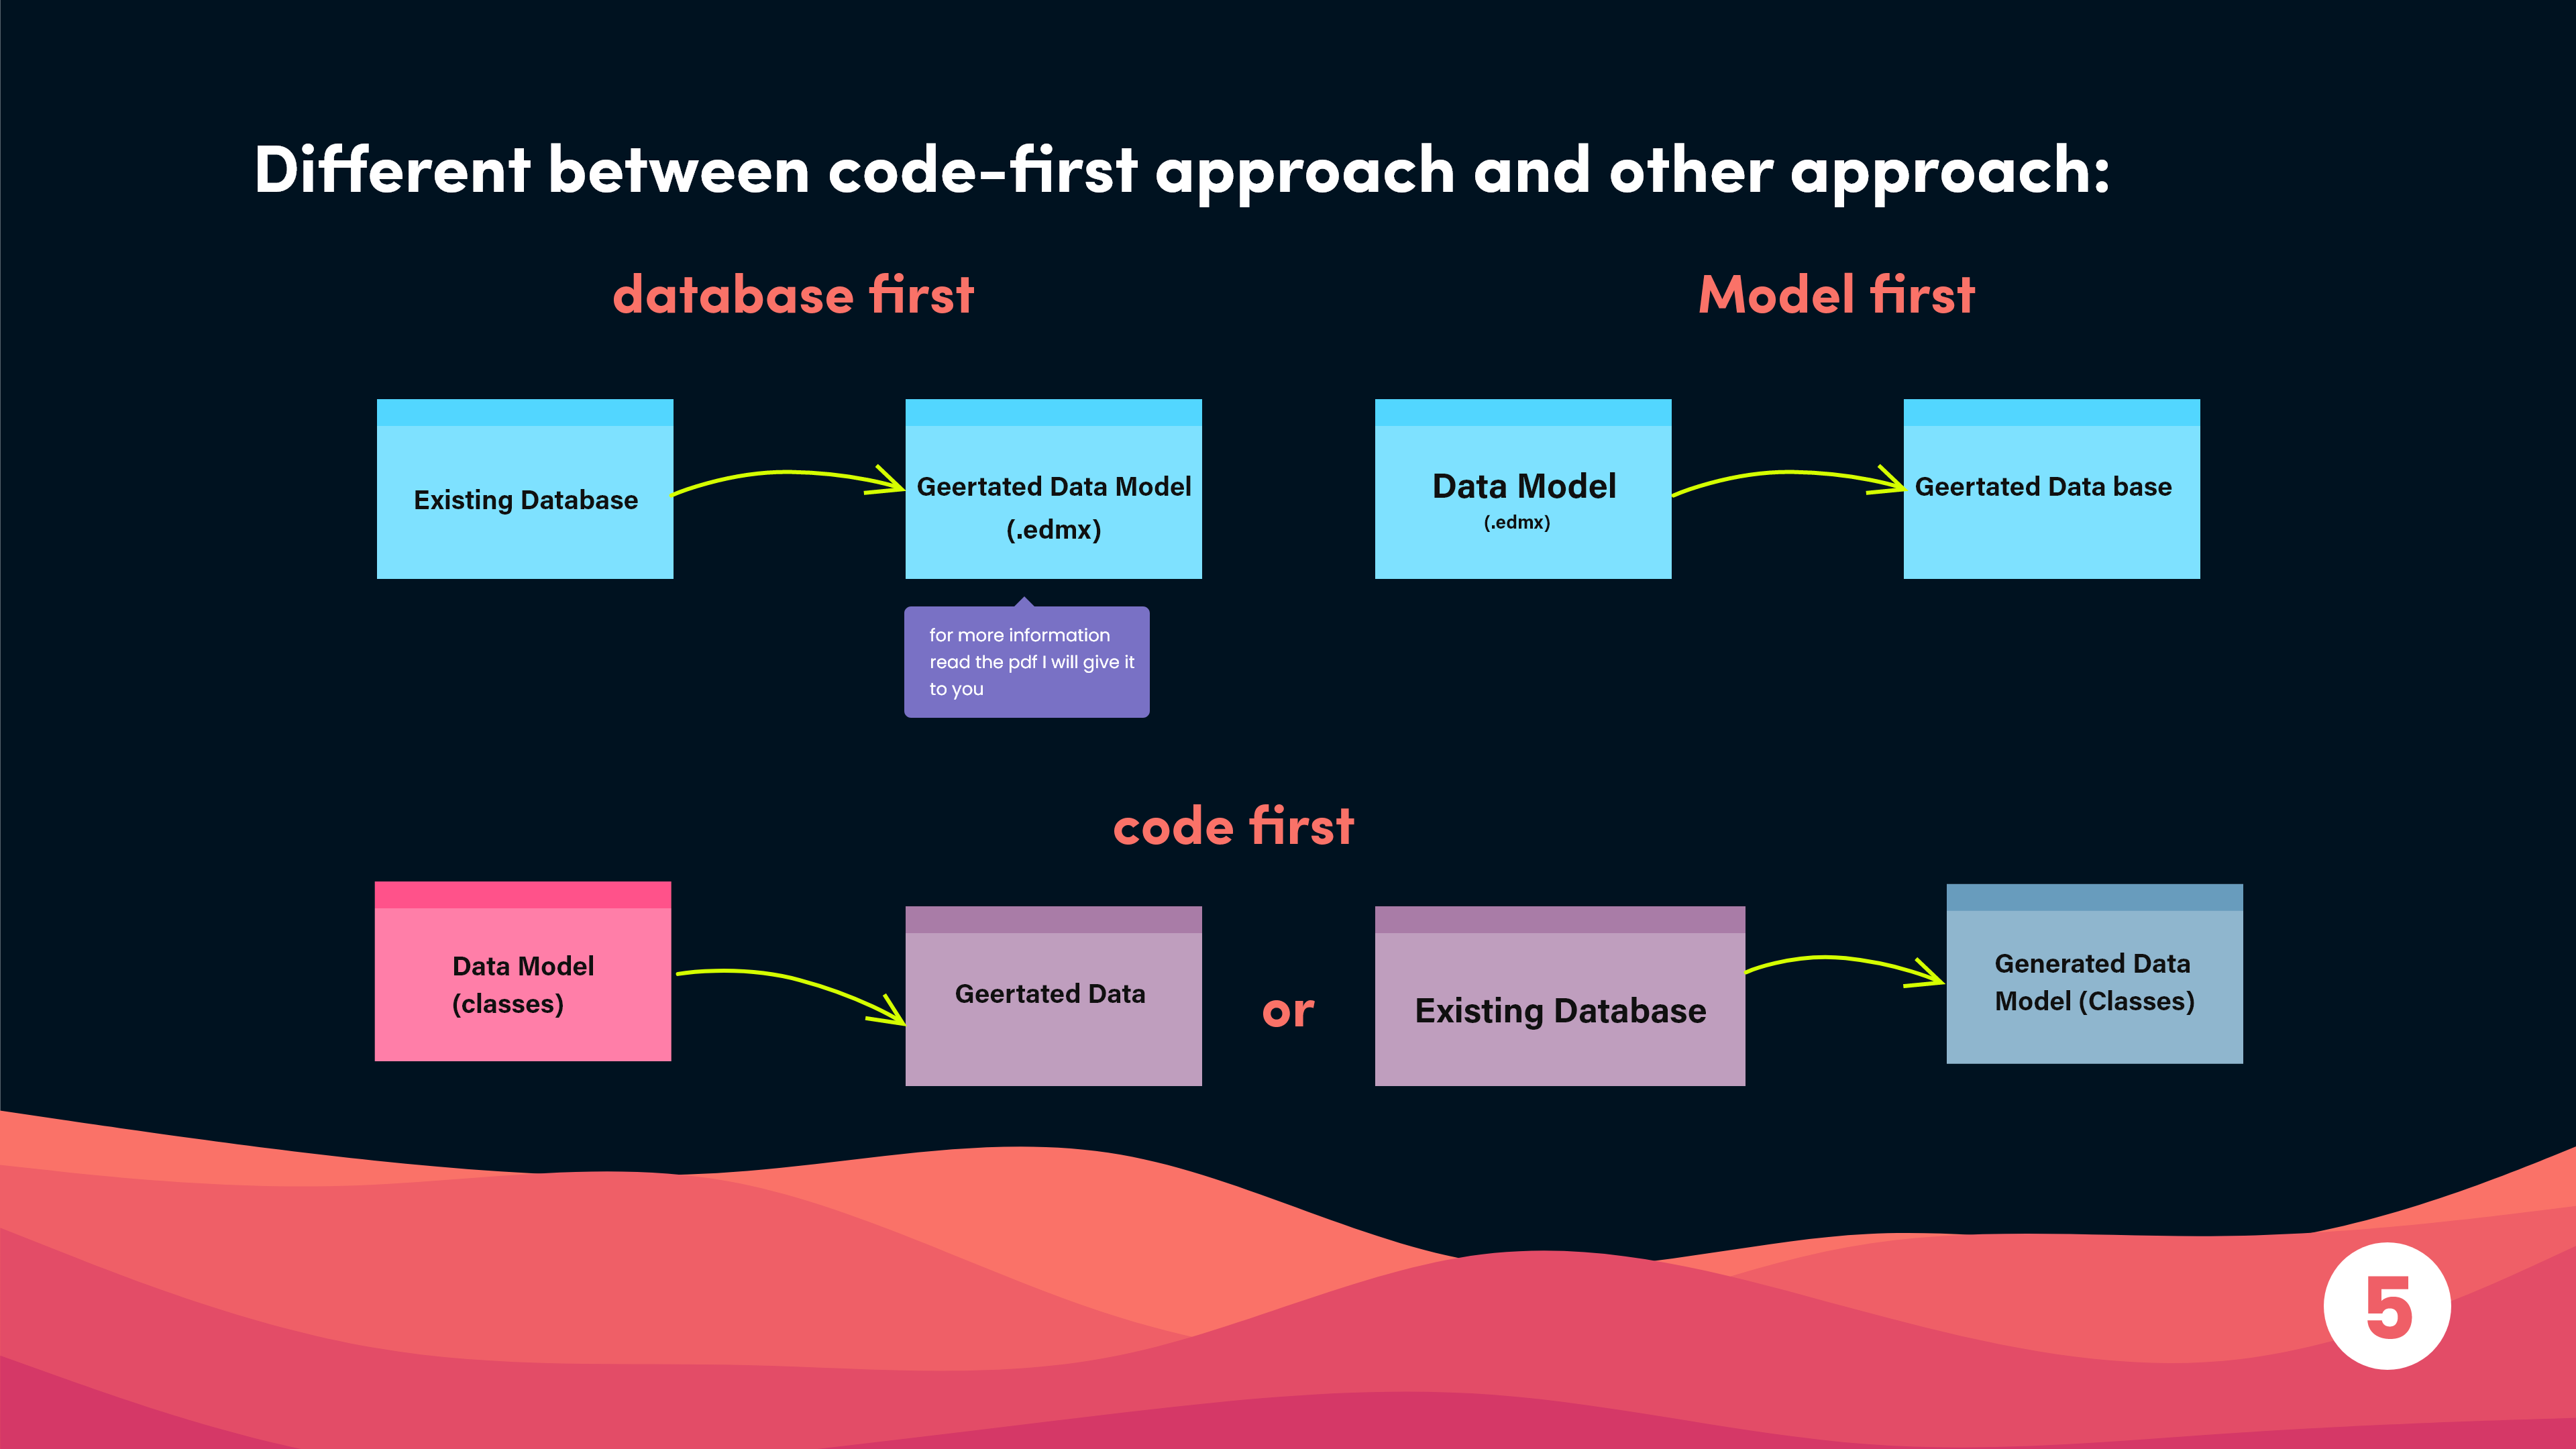 Different between code-first approach and other approach:
database first
Model first
Existing Database
Geertated Data Model
(.edmx)
Data Model
(.edmx)
Geertated Data base
for more information
read the pdf I will give it
to you
code first
Data Model
(classes)
Geertated Data
or
Existing Database
Generated Data
Model (Classes)
5